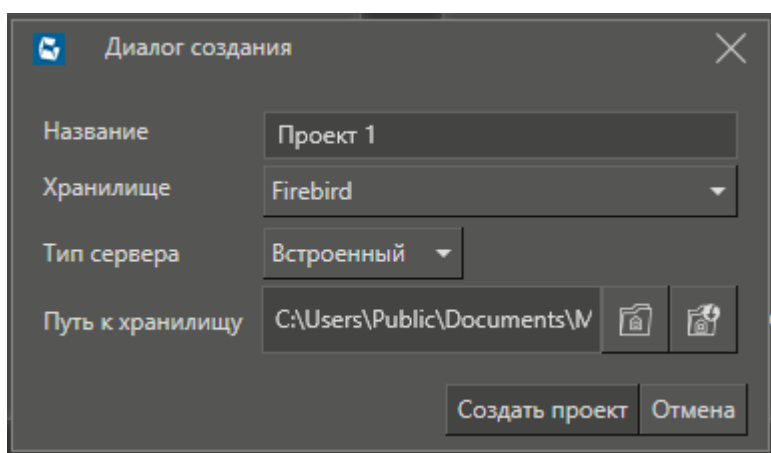 Диалог создания
Название Проект 1
Хранилище Firebird
Тип сервера Встроенный
Путь к хранилищу C:\Users\Public\Documents\M
Создать проект Отмена